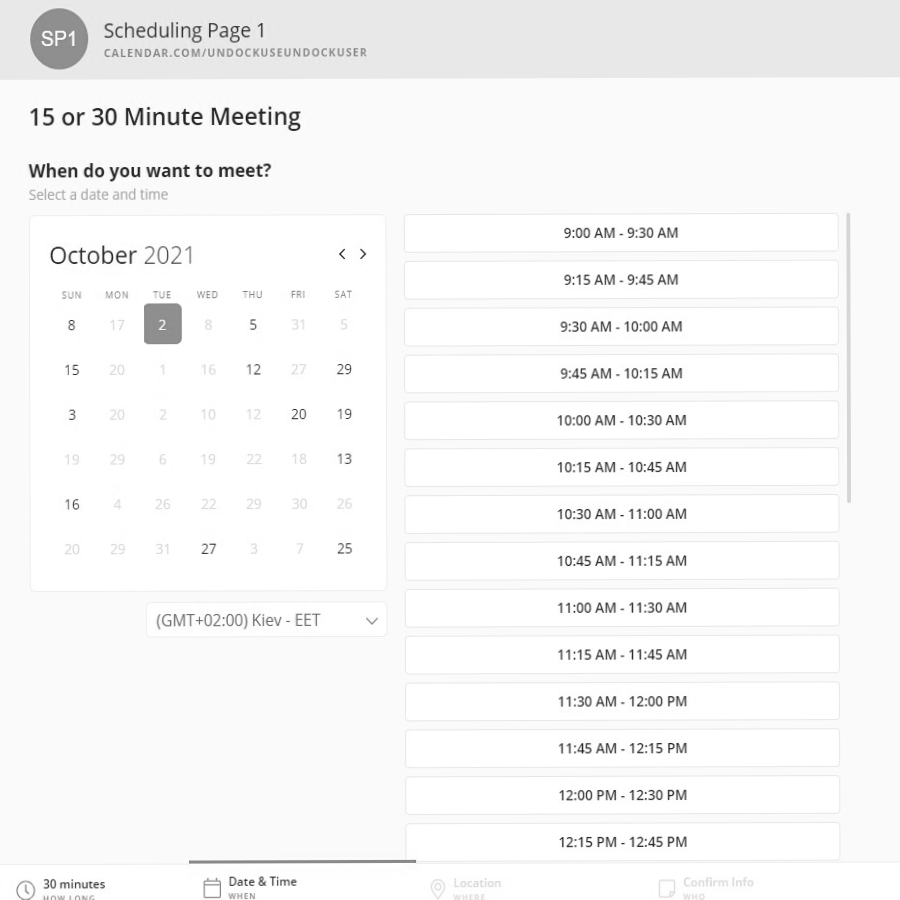 SP1
Scheduling Page 1
CALENDAR.COM/UNDOCKUSEUNDOCKUSER
15 or 30 Minute Meeting
When do you want to meet?
Select a date and time
October 2021
SUN MON TUE WED THU FRI SAT
8 17 2 8 5 31 5
15 20 1 16 12 27 29
3 20 2 10 12 20 19
19 29 6 19 22 18 13
16 4 26 22 29 30 26
20 29 31 27 3 7 25
(GMT+02:00) Kiev - EET
9:00 AM - 9:30 AM
9:15 AM - 9:45 AM
9:30 AM - 10:00 AM
9:45 AM - 10:15 AM
10:00 AM - 10:30 AM
10:15 AM - 10:45 AM
10:30 AM - 11:00 AM
10:45 AM - 11:15 AM
11:00 AM - 11:30 AM
11:15 AM - 11:45 AM
11:30 AM - 12:00 PM
11:45 AM - 12:15 PM
12:00 PM - 12:30 PM
12:15 PM - 12:45 PM
30 minutes
HOW LONG
Date & Time
WHEN
Location
WHERE
Confirm Info
WHO